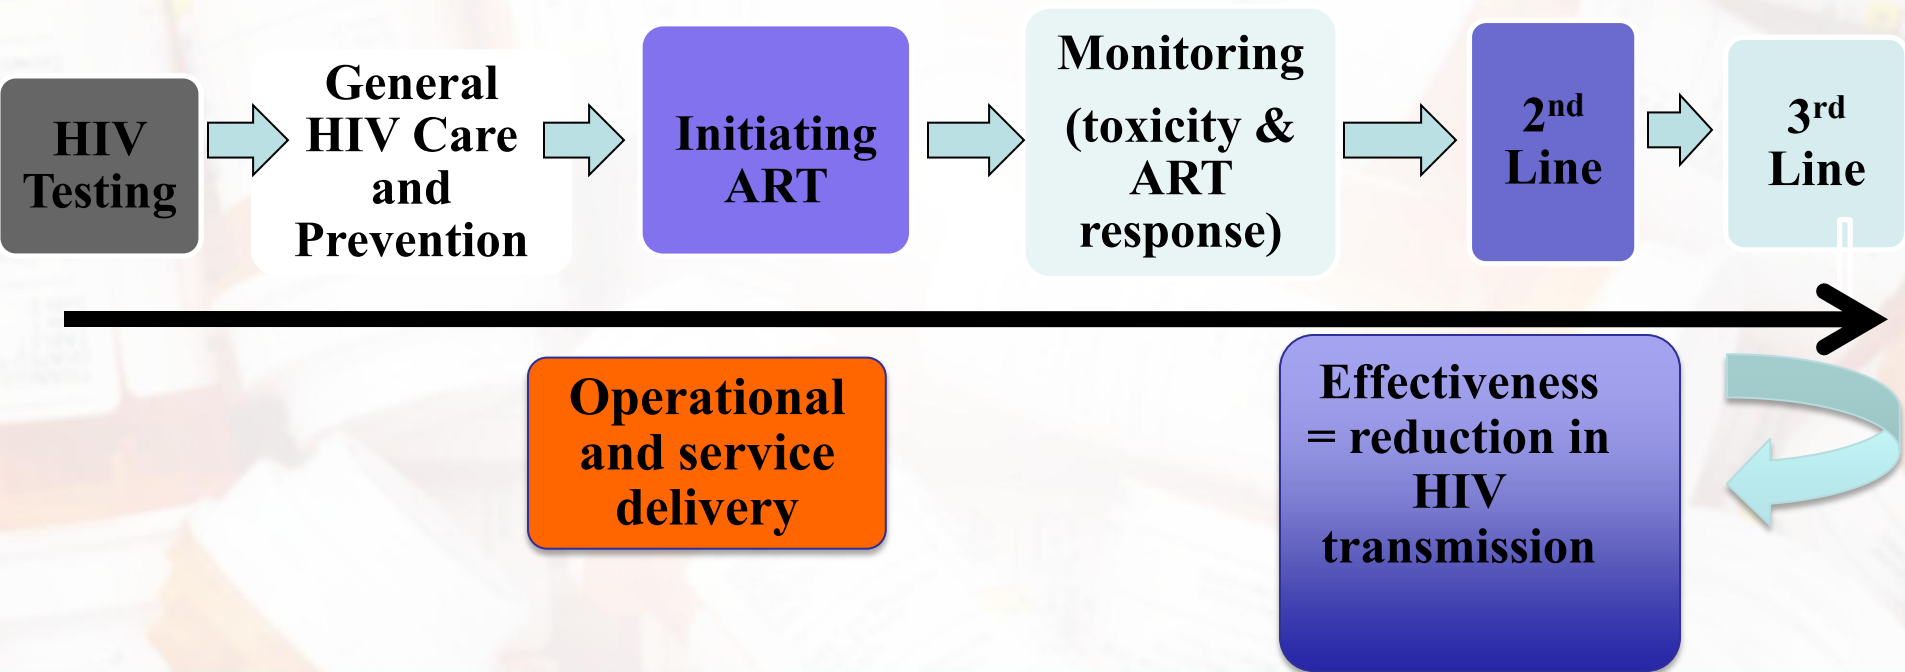 HIV
Testing
General
HIV Care
and
Prevention
Initiating
ART
Monitoring
(toxicity &
ART
response)
2nd
Line
3rd
Line
Operational
and service
delivery
Effectiveness
= reduction in
HIV
transmission